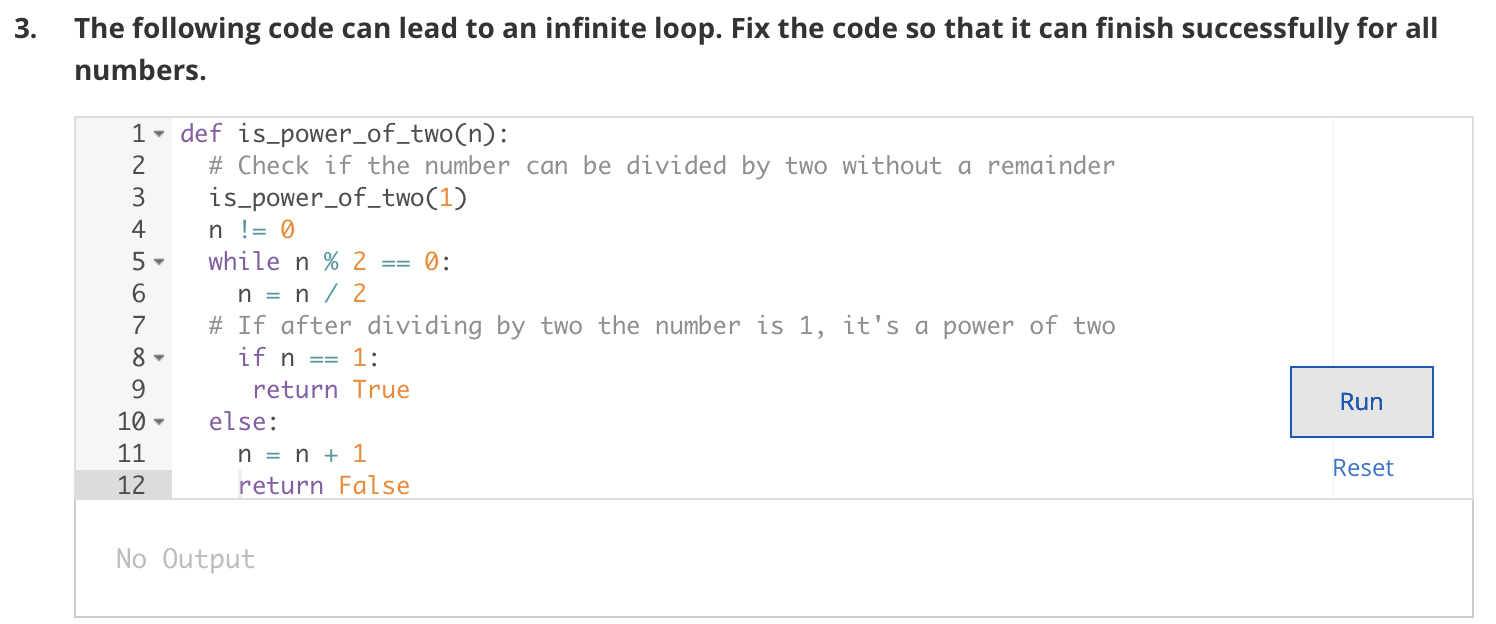 3. The following code can lead to an infinite loop. Fix the code so that it can finish successfully for all
numbers.
1 def is_power_of_two(n):
2   # Check if the number can be divided by two without a remainder
3   is_power_of_two(1)
4   n != 0
5   while n % 2 == 0:
6     n = n / 2
7   # If after dividing by two the number is 1, it's a power of two
8     if n == 1:
9      return True
10   else:
11     n = n + 1
12     return False
Run
Reset
No Output